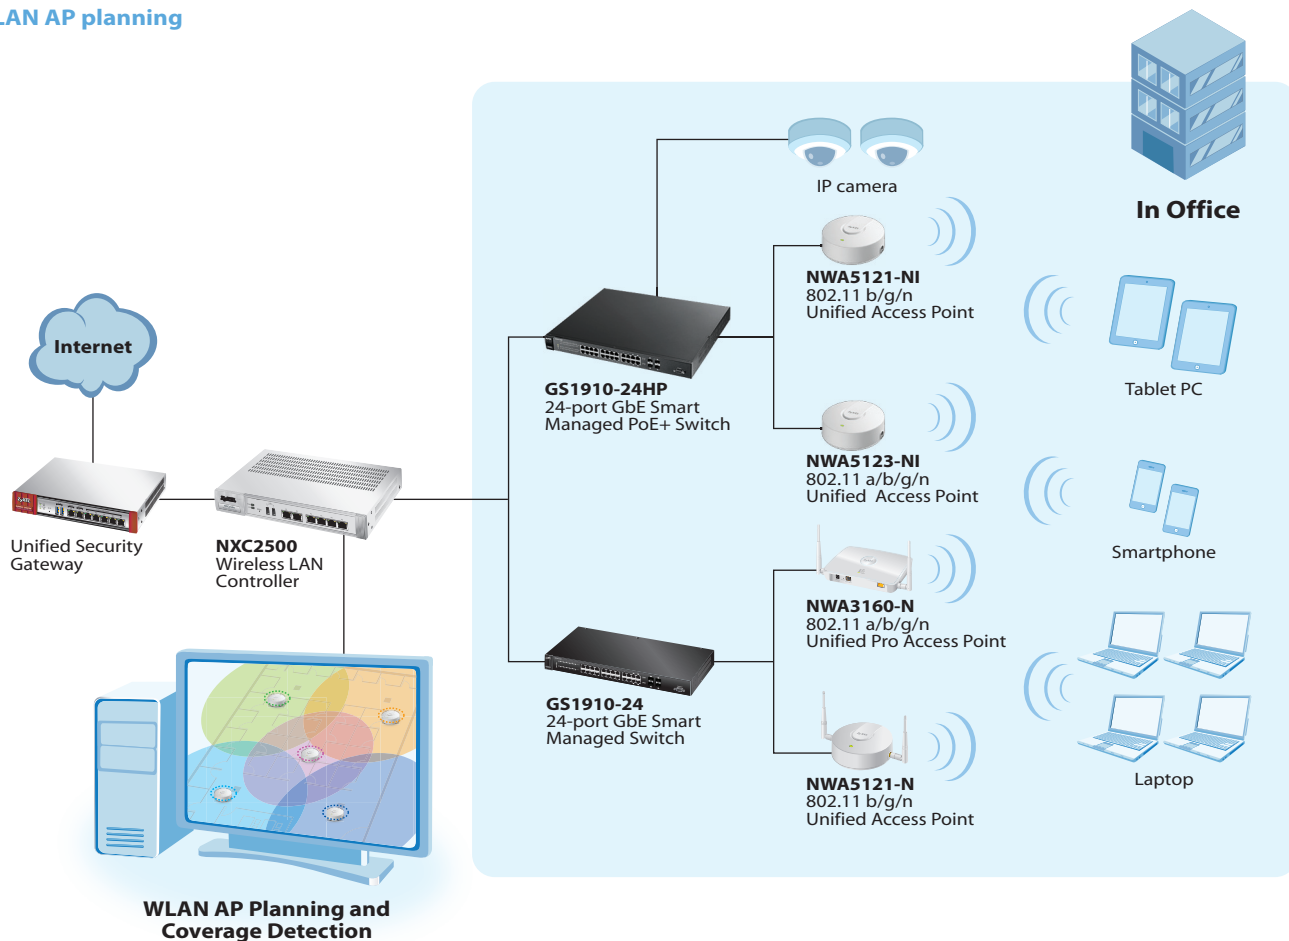 LAN AP planning
IP camera
In Office
NWA5121-NI
802.11 b/g/n
Unified Access Point
Internet
GS1910-24HP
24-port GbE Smart
Managed PoE+ Switch
Tablet PC
NWA5123-NI
802.11 a/b/g/n
Unified Access Point
Unified Security
Gateway
NXC2500
Wireless LAN
Controller
Smartphone
NWA3160-N
802.11 a/b/g/n
Unified Pro Access Point
GS1910-24
24-port GbE Smart
Managed Switch
Laptop
NWA5121-N
802.11 b/g/n
Unified Access Point
WLAN AP Planning and
Coverage Detection